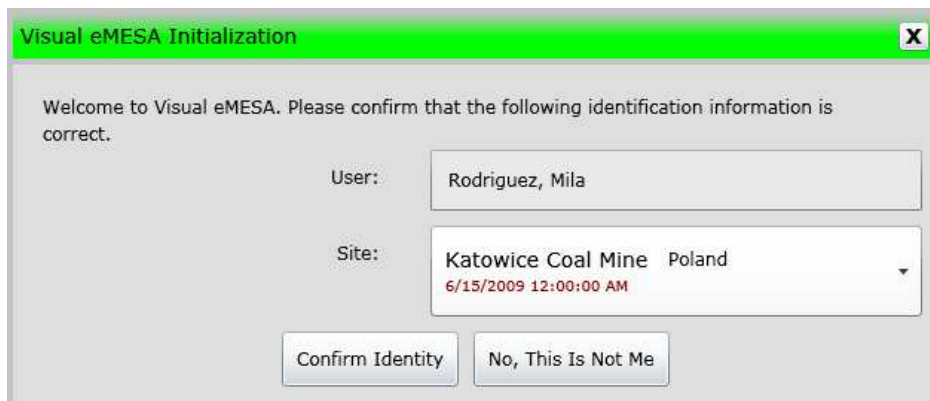 Visual eMESA Initialization
X
Welcome to Visual eMESA. Please confirm that the following identification information is
correct.
User:
Rodriguez, Mila
Site:
Katowice Coal Mine Poland
6/15/2009 12:00:00 AM
Confirm Identity
No, This Is Not Me